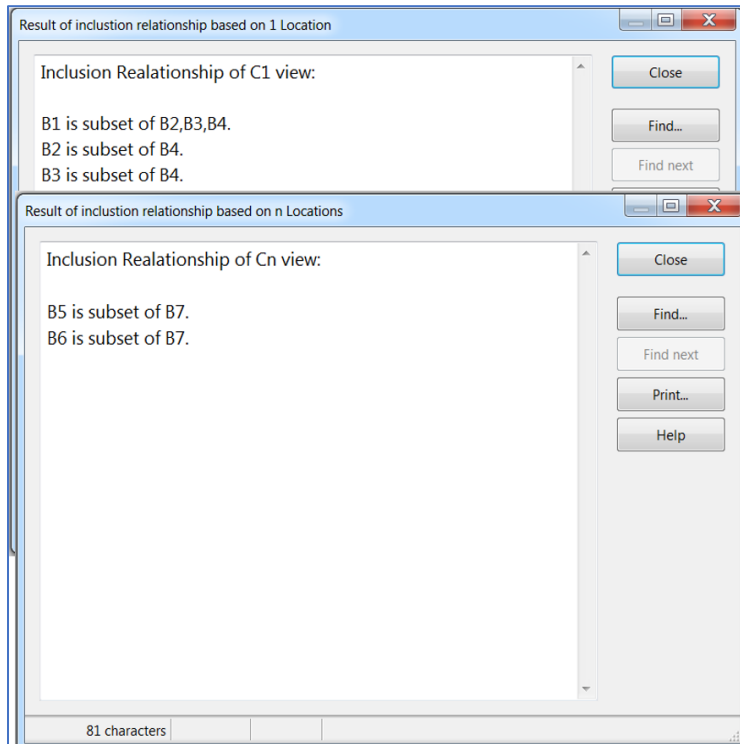 Result of inclustion relationship based on 1 Location
Inclusion Realationship of C1 view:
B1 is subset of B2,B3,B4.
B2 is subset of B4.
B3 is subset of B4.
Close
Find...
Find next
Result of inclustion relationship based on n Locations
Inclusion Realationship of Cn view:
B5 is subset of B7.
B6 is subset of B7.
Close
Find...
Find next
Print...
Help
81 characters